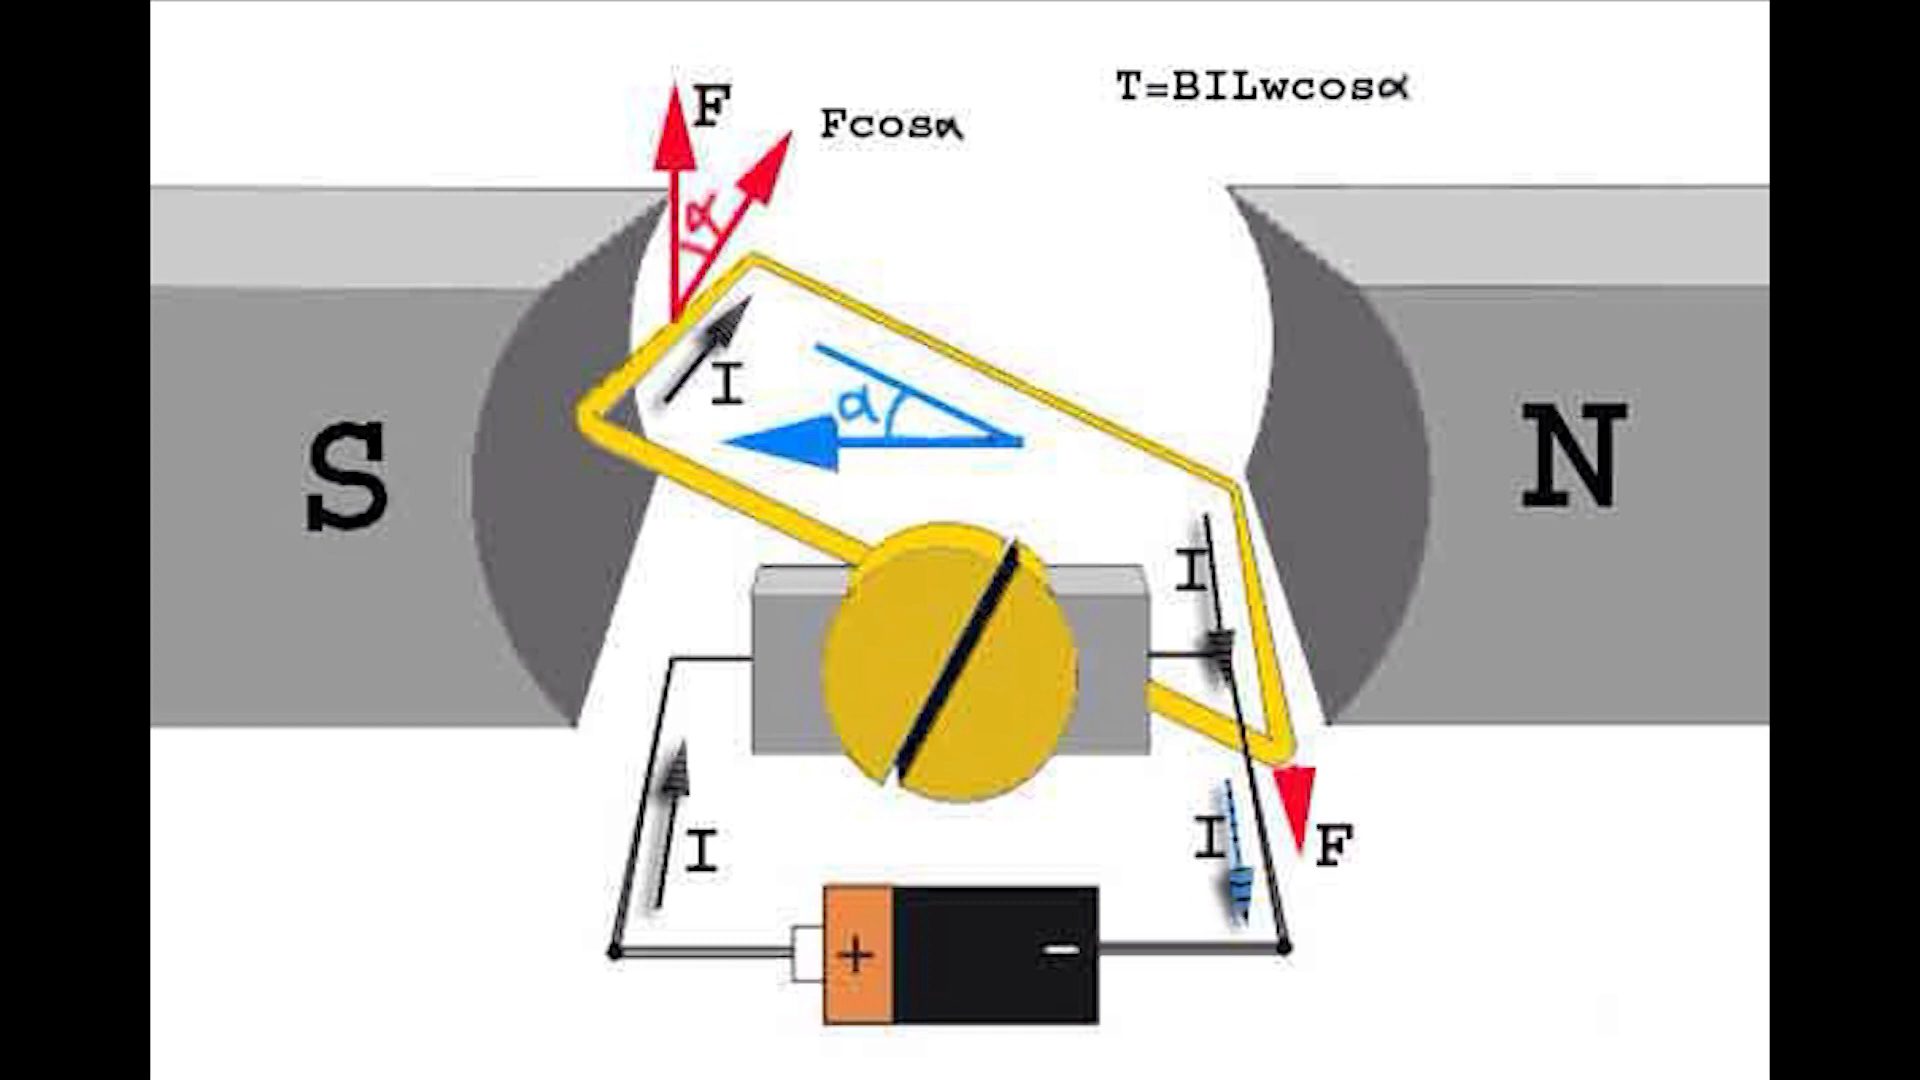 T=BILwcosα
F
Fcosα
α
I
α
S
N
I
I
I
F
+
-